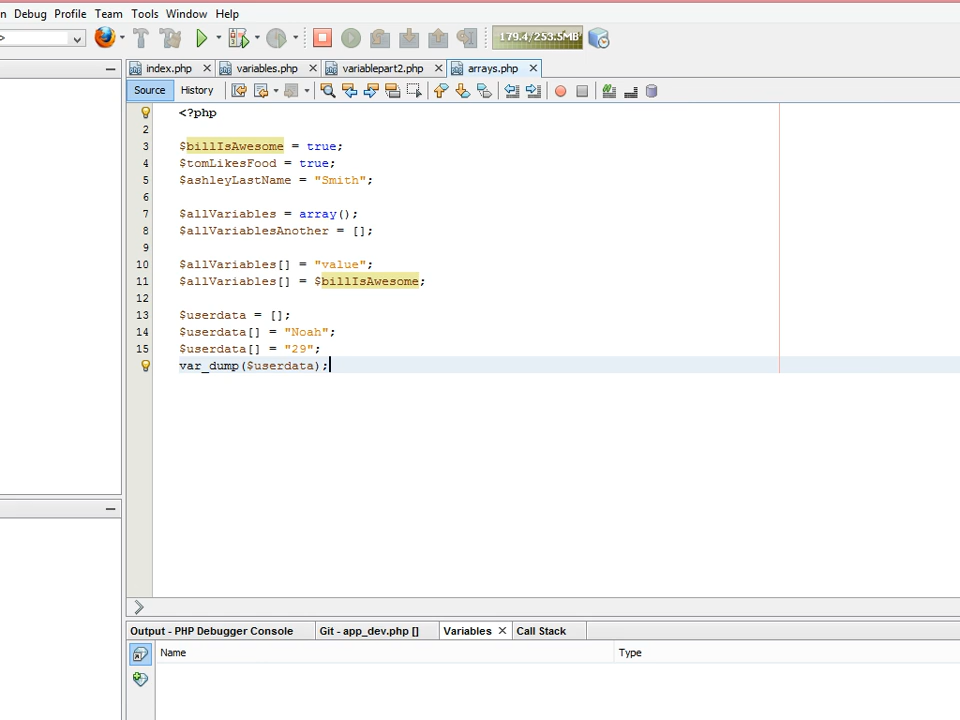 n Debug Profile Team Tools Window Help
> 179.4/253.5MB
index.php variables.php variablepart2.php arrays.php
Source History
<?php
2
3 $billIsAwesome = true;
4 $tomLikesFood = true;
5 $ashleyLastName = "Smith";
6
7 $allVariables = array();
8 $allVariablesAnother = [];
9
10 $allVariables[] = "value";
11 $allVariables[] = $billIsAwesome;
12
13 $userdata = [];
14 $userdata[] = "Noah";
15 $userdata[] = "29";
var_dump($userdata);
Output - PHP Debugger Console Git - app_dev.php [] Variables Call Stack
Name Type